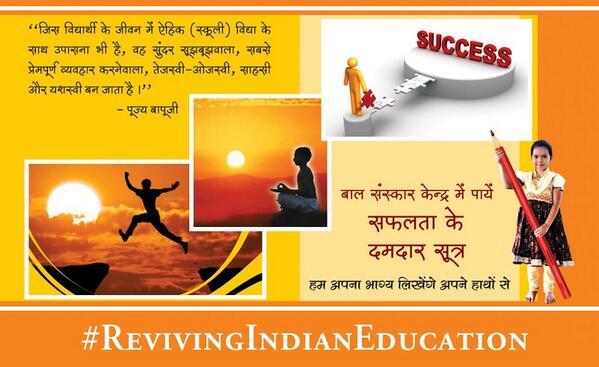 “जिस विद्यार्थी के जीवन में ऐहिक (स्कूली) विद्या के
साथ उपासना भी है, वह सुंदर सूझबूझवाला, सबसे
प्रेमपूर्ण व्यवहार करनेवाला, तेजस्वी-ओजस्वी, साहसी
और यशस्वी बन जाता है ।”
- पूज्य बापूजी
SUCCESS
बाल संस्कार केन्द्र में पायें
सफलता के
दमदार सूत्र
हम अपना भाग्य लिखेंगे अपने हाथों से
#REVIVINGINDIANEDUCATION